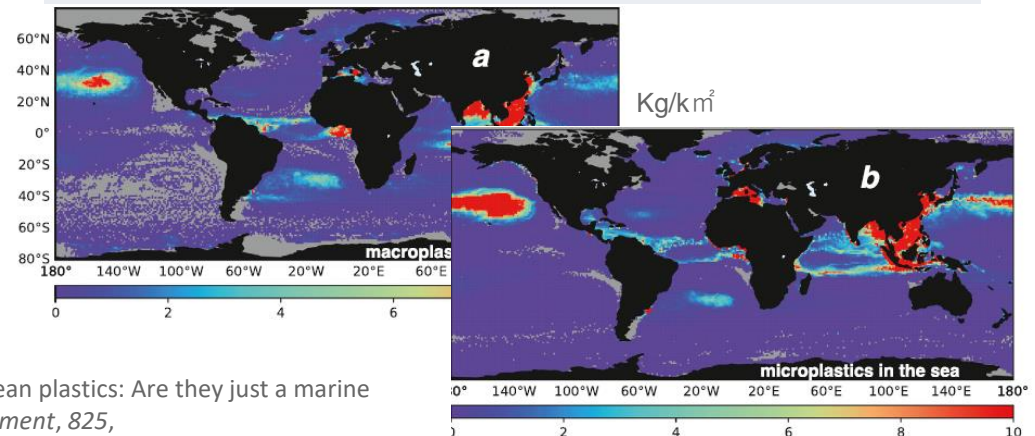 60°N
40°N
20°N
0°
20°S
40°S
60°S
80°S
a
macroplas
180° 140°W 100°W 60°W 20°W 20°E 60°E
0 2 4 6
Kg/k㎡
b
microplastics in the sea
140°W 100°W 60°W 20°W 20°E 60°E 100°E 140°E 180°
2 4 6 8 10
ean plastics: Are they just a marine
ment, 825,